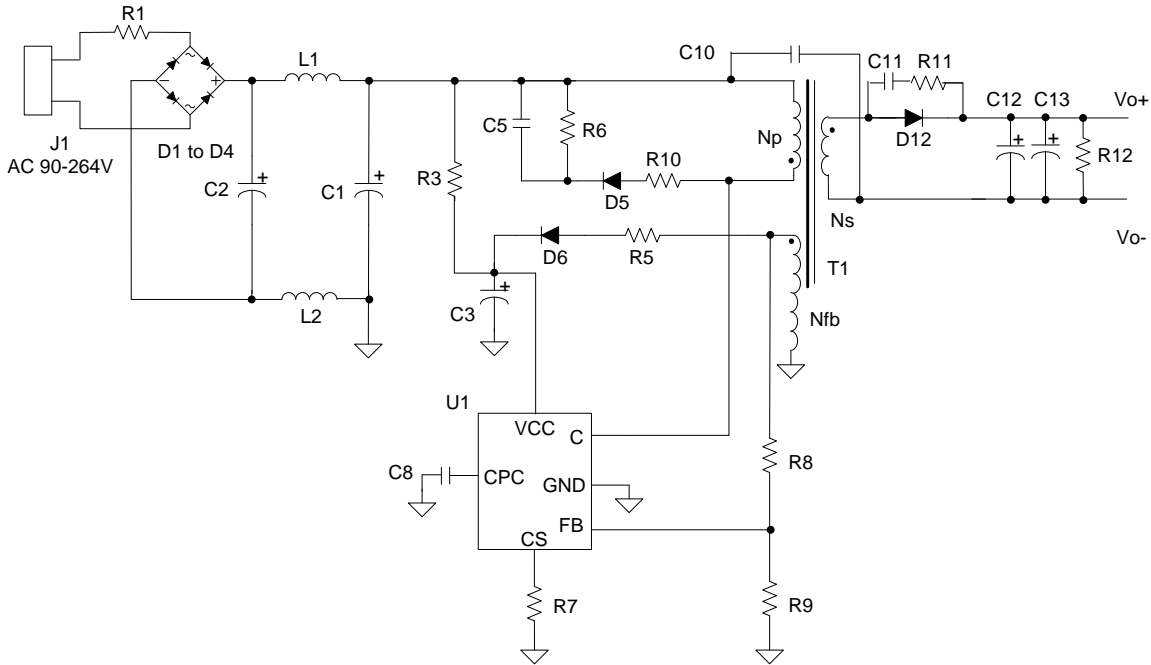 R1
J1
AC 90-264V
D1 to D4
L1
C2
C1
L2
R3
C5
R6
R10
D5
D6
R5
C3
C10
Np
Ns
T1
Nfb
C11
R11
D12
C12
C13
R12
Vo+
Vo-
U1
VCC
C
CPC
GND
FB
CS
C8
R7
R8
R9